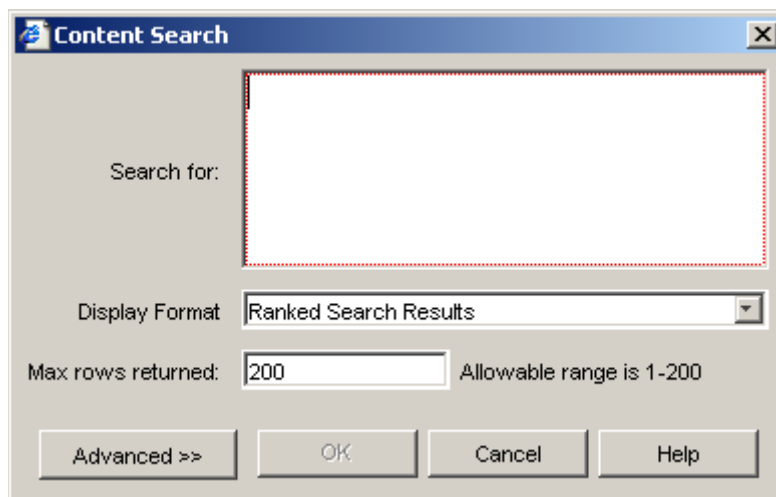 Content Search
Search for:
Display Format Ranked Search Results
Max rows returned: 200 Allowable range is 1-200
Advanced >> OK Cancel Help